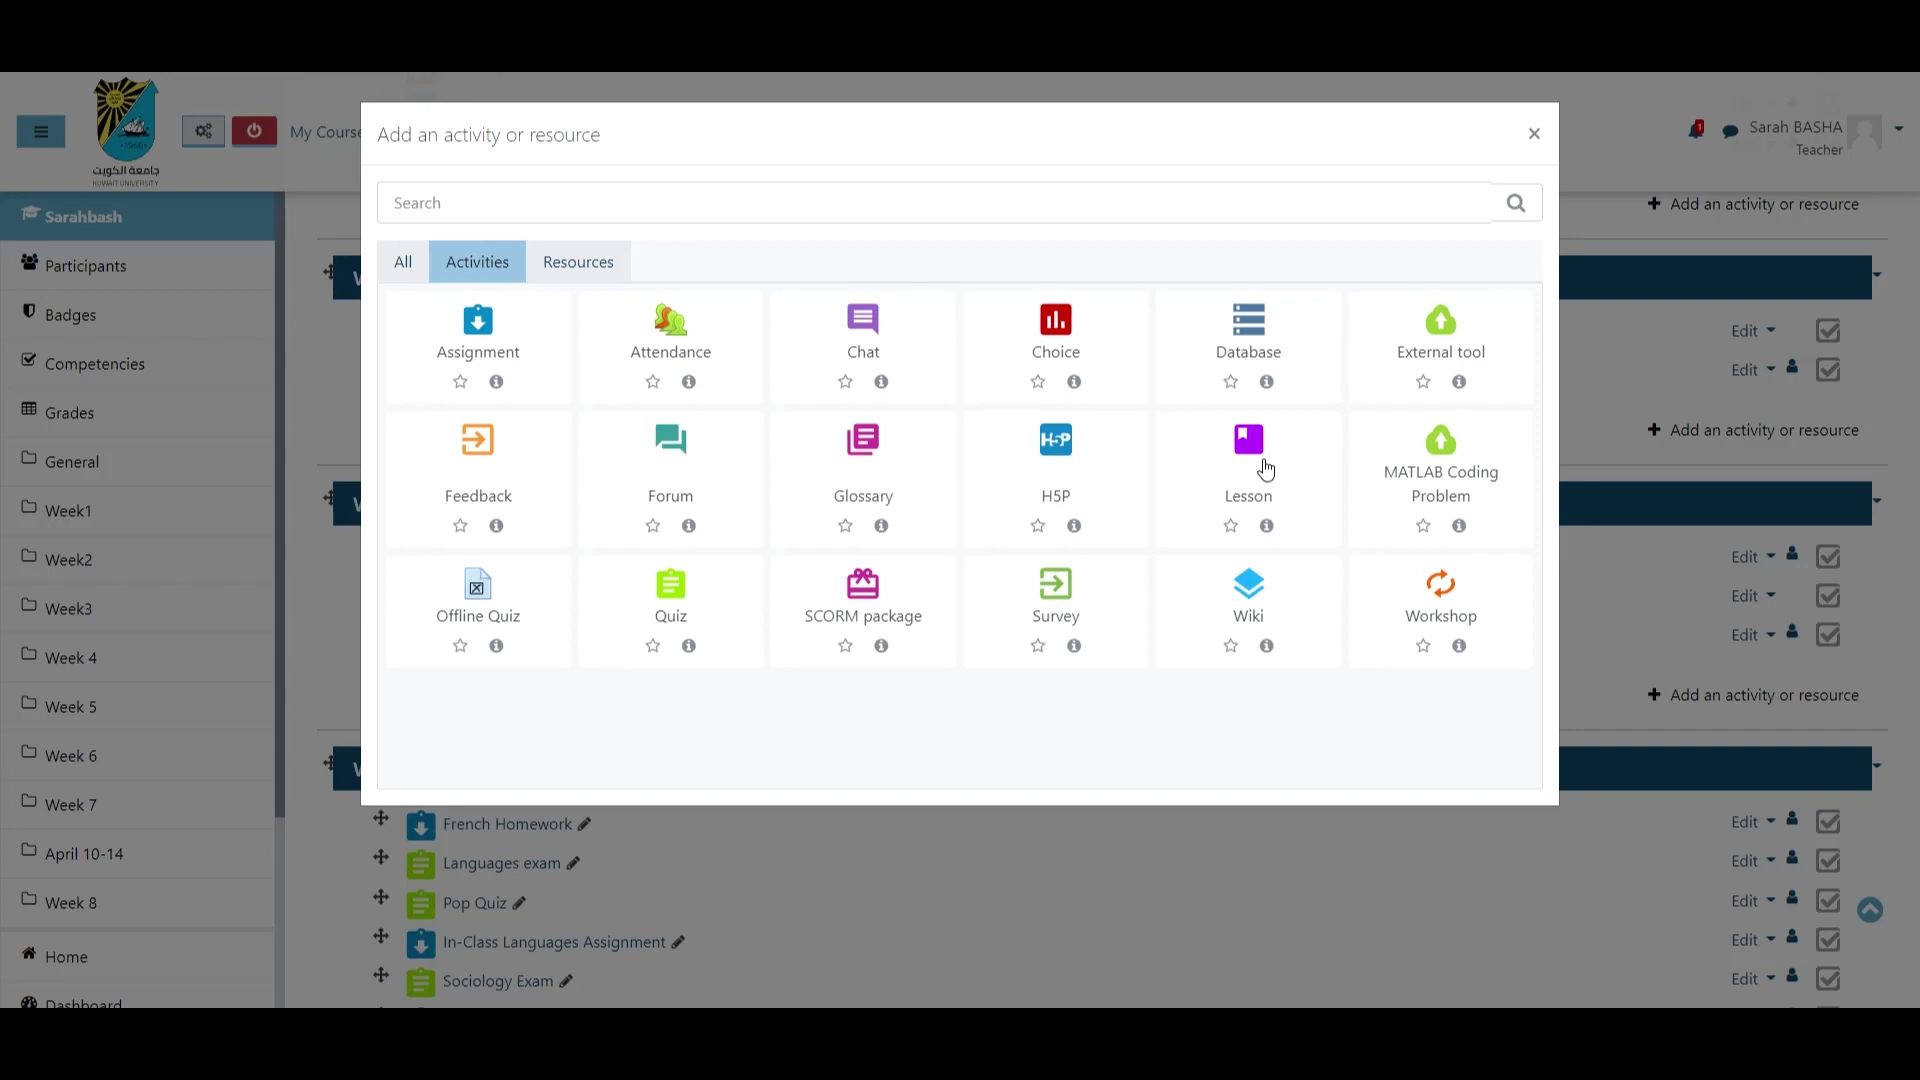 جامعة الكويت
KUWAIT UNIVERSITY
My Course
Sarah BASHA
Teacher
Add an activity or resource
×
Search
All
Activities
Resources
Assignment
Attendance
Chat
Choice
Database
External tool
Feedback
Forum
Glossary
H5P
H5P
Lesson
MATLAB Coding
Problem
Offline Quiz
Quiz
SCORM package
Survey
Wiki
Workshop
Sarahbash
Participants
Badges
Competencies
Grades
General
Week1
Week2
Week3
Week 4
Week 5
Week 6
Week 7
April 10-14
Week 8
Home
Dashboard
Add an activity or resource
Edit
Edit
Add an activity or resource
Edit
Edit
Edit
Add an activity or resource
French Homework
Edit
Languages exam
Edit
Pop Quiz
Edit
In-Class Languages Assignment
Edit
Sociology Exam
Edit